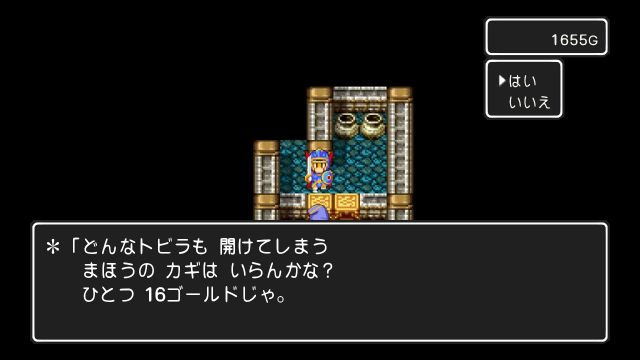 1655G
▶はい
いいえ
＊「どんなトビラも 開けてしまう
まほうの カギは いらんかな？
ひとつ 16ゴールドじゃ。